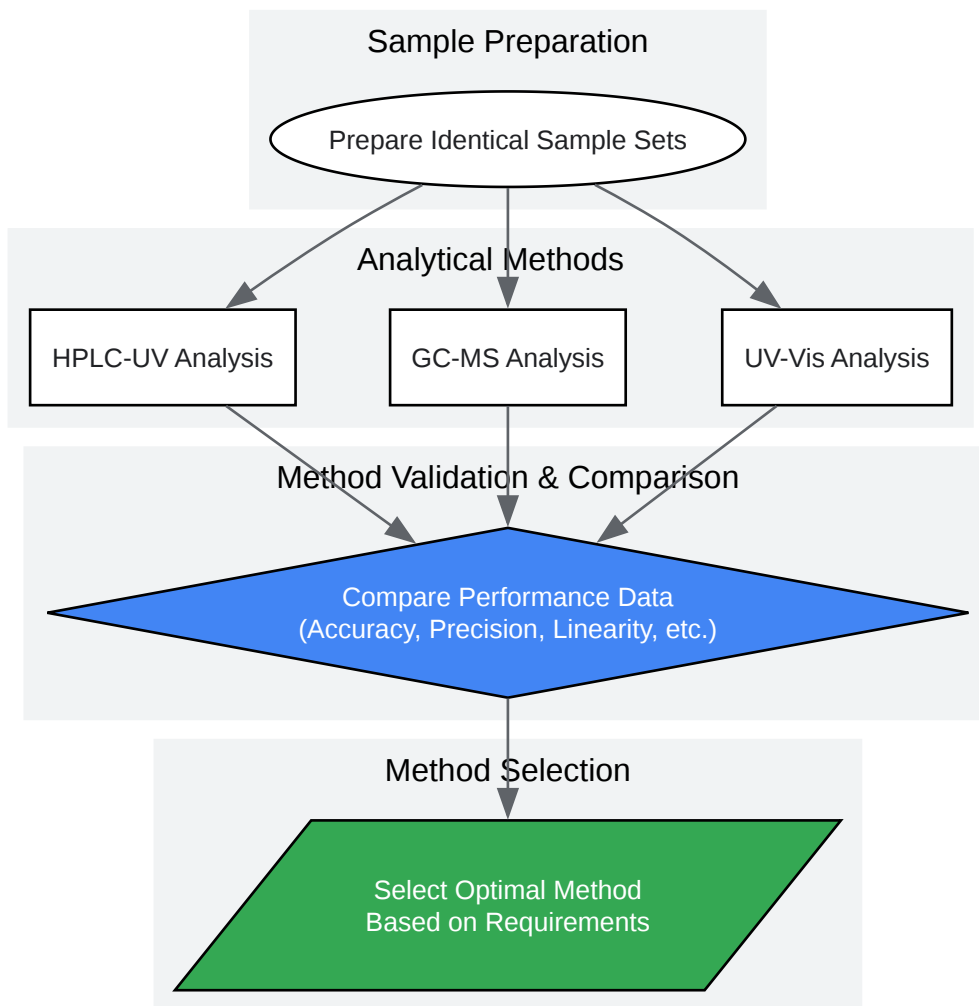 Sample Preparation
Prepare Identical Sample Sets
Analytical Methods
HPLC-UV Analysis
GC-MS Analysis
UV-Vis Analysis
Method Validation & Comparison
Compare Performance Data
(Accuracy, Precision, Linearity, etc.)
Method Selection
Select Optimal Method
Based on Requirements